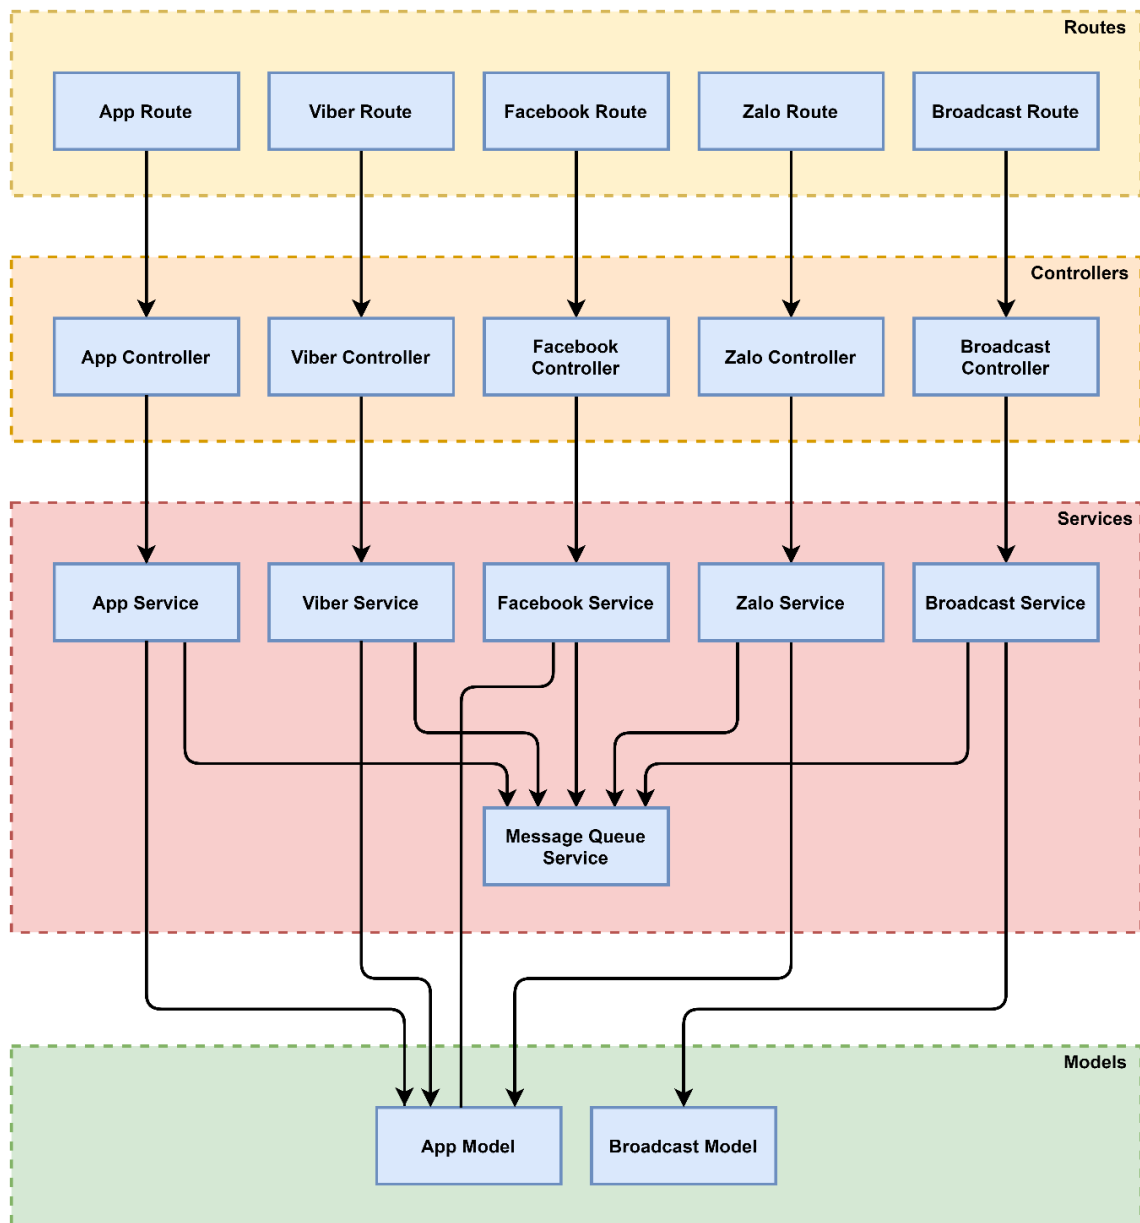 Routes
App Route
Viber Route
Facebook Route
Zalo Route
Broadcast Route
Controllers
App Controller
Viber Controller
Facebook
Controller
Zalo Controller
Broadcast
Controller
Services
App Service
Viber Service
Facebook Service
Zalo Service
Broadcast Service
Message Queue
Service
Models
App Model
Broadcast Model